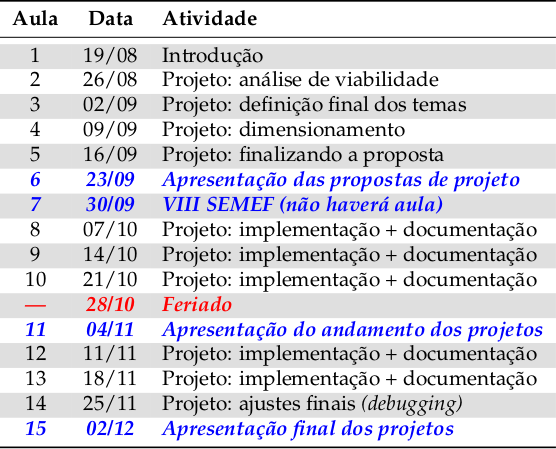 Aula Data Atividade
1 19/08 Introdução
2 26/08 Projeto: análise de viabilidade
3 02/09 Projeto: definição final dos temas
4 09/09 Projeto: dimensionamento
5 16/09 Projeto: finalizando a proposta
6 23/09 Apresentação das propostas de projeto
7 30/09 VIII SEMEF (não haverá aula)
8 07/10 Projeto: implementação + documentação
9 14/10 Projeto: implementação + documentação
10 21/10 Projeto: implementação + documentação
— 28/10 Feriado
11 04/11 Apresentação do andamento dos projetos
12 11/11 Projeto: implementação + documentação
13 18/11 Projeto: implementação + documentação
14 25/11 Projeto: ajustes finais (debugging)
15 02/12 Apresentação final dos projetos